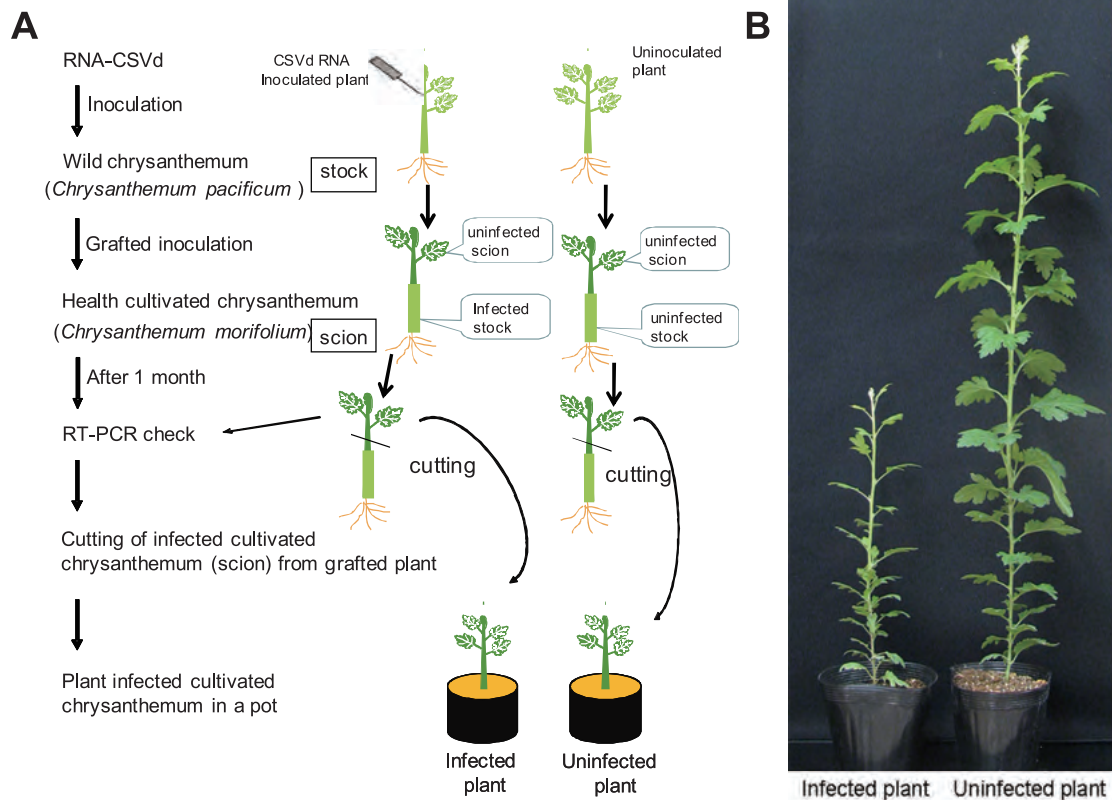 A
RNA-CSVd
Inoculation
Wild chrysanthemum
(Chrysanthemum pacificum )
stock
Grafted inoculation
Health cultivated chrysanthemum
(Chrysanthemum morifolium)
scion
After 1 month
RT-PCR check
Cutting of infected cultivated
chrysanthemum (scion) from grafted plant
Plant infected cultivated
chrysanthemum in a pot
CSVd RNA
Inoculated plant
Uninoculated
plant
uninfected
scion
Infected
stock
uninfected
scion
uninfected
stock
cutting
cutting
Infected
plant
Uninfected
plant
B
Infected plant
Uninfected plant